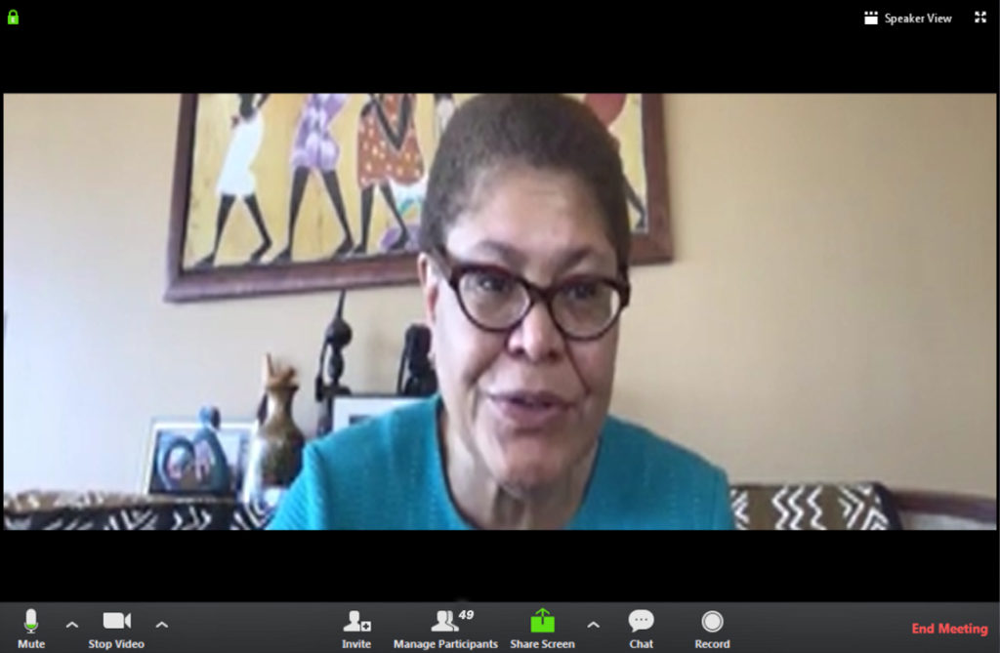 Speaker View
49
Mute
Stop Video
Invite
Manage Participants
Share Screen
Chat
Record
End Meeting